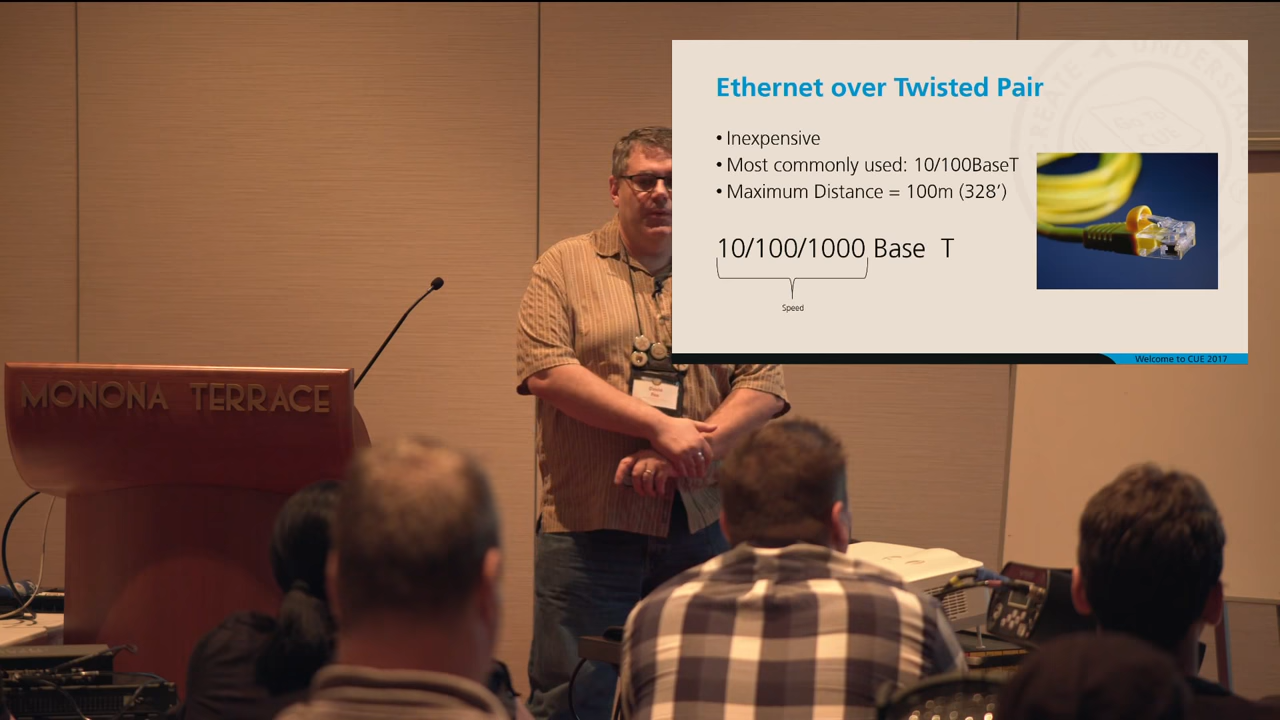 MONONA TERRACE
Ethernet over Twisted Pair
• Inexpensive
• Most commonly used: 10/100BaseT
• Maximum Distance = 100m (328’)
10/100/1000 Base T
Speed
Welcome to CUE 2017